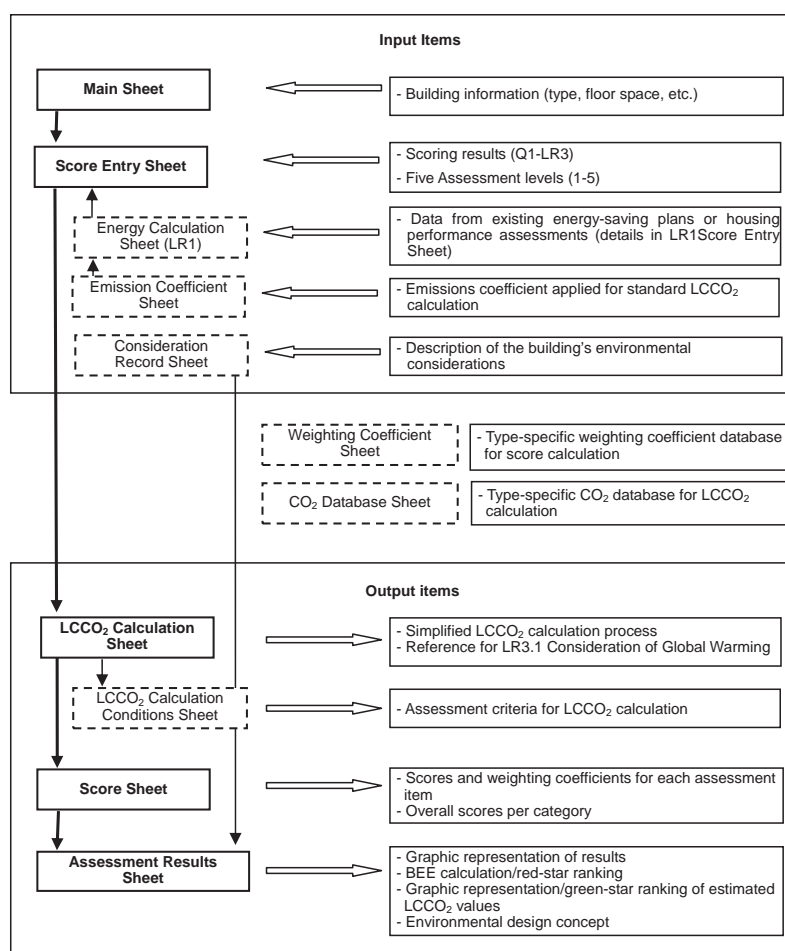 Input Items
Main Sheet
- Building information (type, floor space, etc.)
Score Entry Sheet
- Scoring results (Q1-LR3)
- Five Assessment levels (1-5)
Energy Calculation
Sheet (LR1)
- Data from existing energy-saving plans or housing
performance assessments (details in LR1Score Entry
Sheet)
Emission Coefficient
Sheet
- Emissions coefficient applied for standard LCCO₂
calculation
Consideration
Record Sheet
- Description of the building's environmental
considerations
Weighting Coefficient
Sheet
- Type-specific weighting coefficient database
for score calculation
CO₂ Database Sheet
- Type-specific CO₂ database for LCCO₂
calculation
Output items
LCCO₂ Calculation
Sheet
- Simplified LCCO₂ calculation process
- Reference for LR3.1 Consideration of Global Warming
LCCO₂ Calculation
Conditions Sheet
- Assessment criteria for LCCO₂ calculation
Score Sheet
- Scores and weighting coefficients for each assessment
item
- Overall scores per category
Assessment Results
Sheet
- Graphic representation of results
- BEE calculation/red-star ranking
- Graphic representation/green-star ranking of estimated
LCCO₂ values
- Environmental design concept